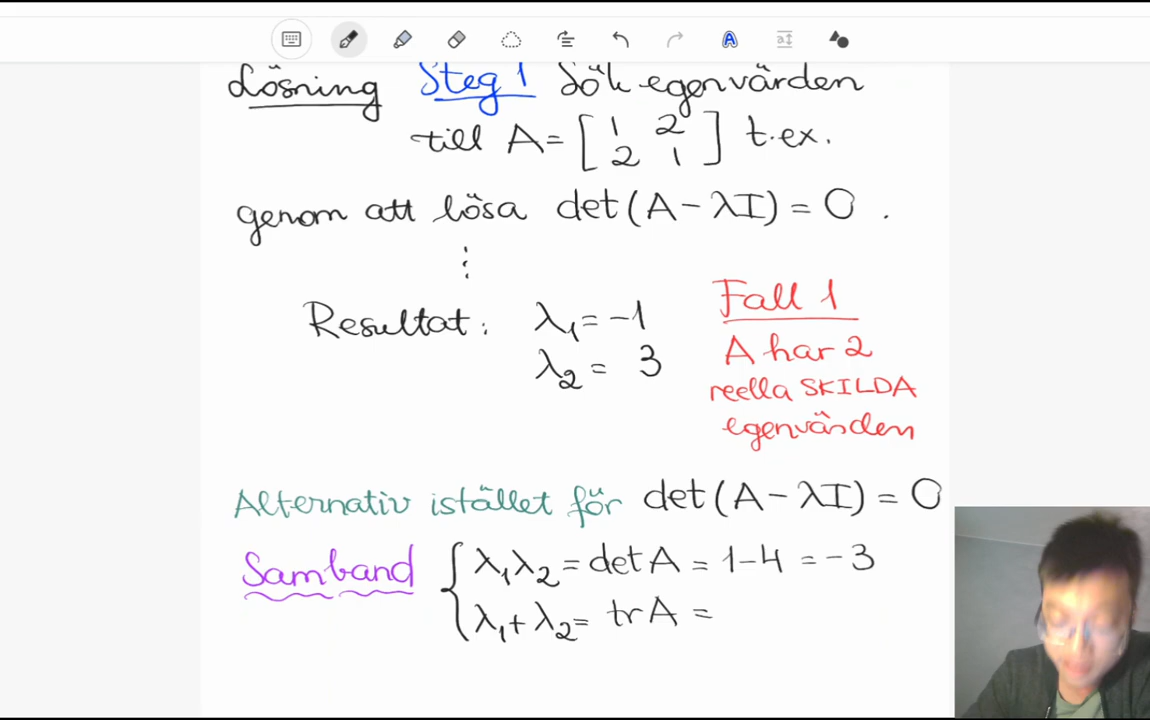 Lösning Steg 1 Sök egenvärden
till A = [ 1 2
2 1 ] t.ex.
genom att lösa det(A - λI) = 0 .
⋮
Resultat: λ₁ = -1
λ₂ = 3
Fall 1
A har 2
reella SKILDA
egenvärden
Alternativ istället för det(A - λI) = 0
Samband { λ₁λ₂ = det A = 1-4 = -3
λ₁ + λ₂ = tr A =